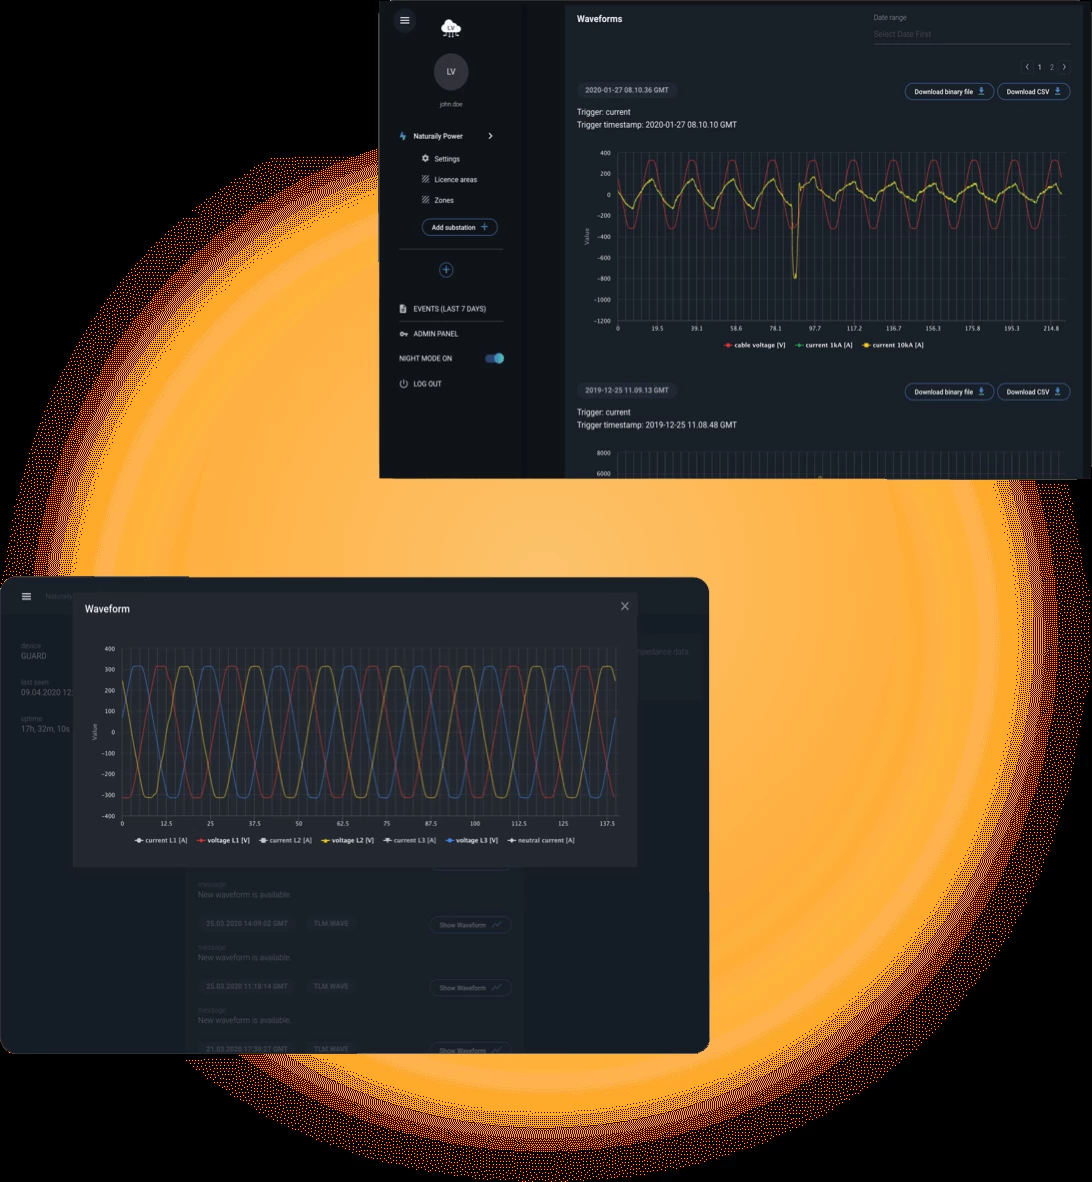 LV
Waveforms
Date range
Select Date First
LV
john.doe
1 2
2020-01-27 08.10.36 GMT
Download binary file
Download CSV
Trigger: current
Trigger timestamp: 2020-01-27 08.10.10 GMT
Naturaily Power
Settings
Licence areas
Zones
Add substation
EVENTS (LAST 7 DAYS)
ADMIN PANEL
NIGHT MODE ON
LOG OUT
400
200
0
−200
−400
−600
−800
−1000
−1200
Value
0 19.5 39.1 58.6 78.1 97.7 117.2 136.7 156.3 175.8 195.3 214.8
cable voltage [V] current 1kA [A] current 10kA [A]
2019-12-25 11.09.13 GMT
Download binary file
Download CSV
Trigger: current
Trigger timestamp: 2019-12-25 11.08.48 GMT
8000
6000
Waveform
device
GUARD
last seen
09.04.2020 12:
uptime
17h, 32m, 10s
400
300
200
100
0
−100
−200
−300
−400
Value
0 12.5 25 37.5 50 62.5 75 87.5 100 112.5 125 137.5
current L1 [A] voltage L1 [V] current L2 [A] voltage L2 [V] current L3 [A] voltage L3 [V] neutral current [A]
message
New waveform is available.
25.03.2020 14:09:02 GMT TLM.WAVE Show Waveform
message
New waveform is available.
25.03.2020 11:18:14 GMT TLM.WAVE Show Waveform
message
New waveform is available.
TLM.WAVE Show Waveform